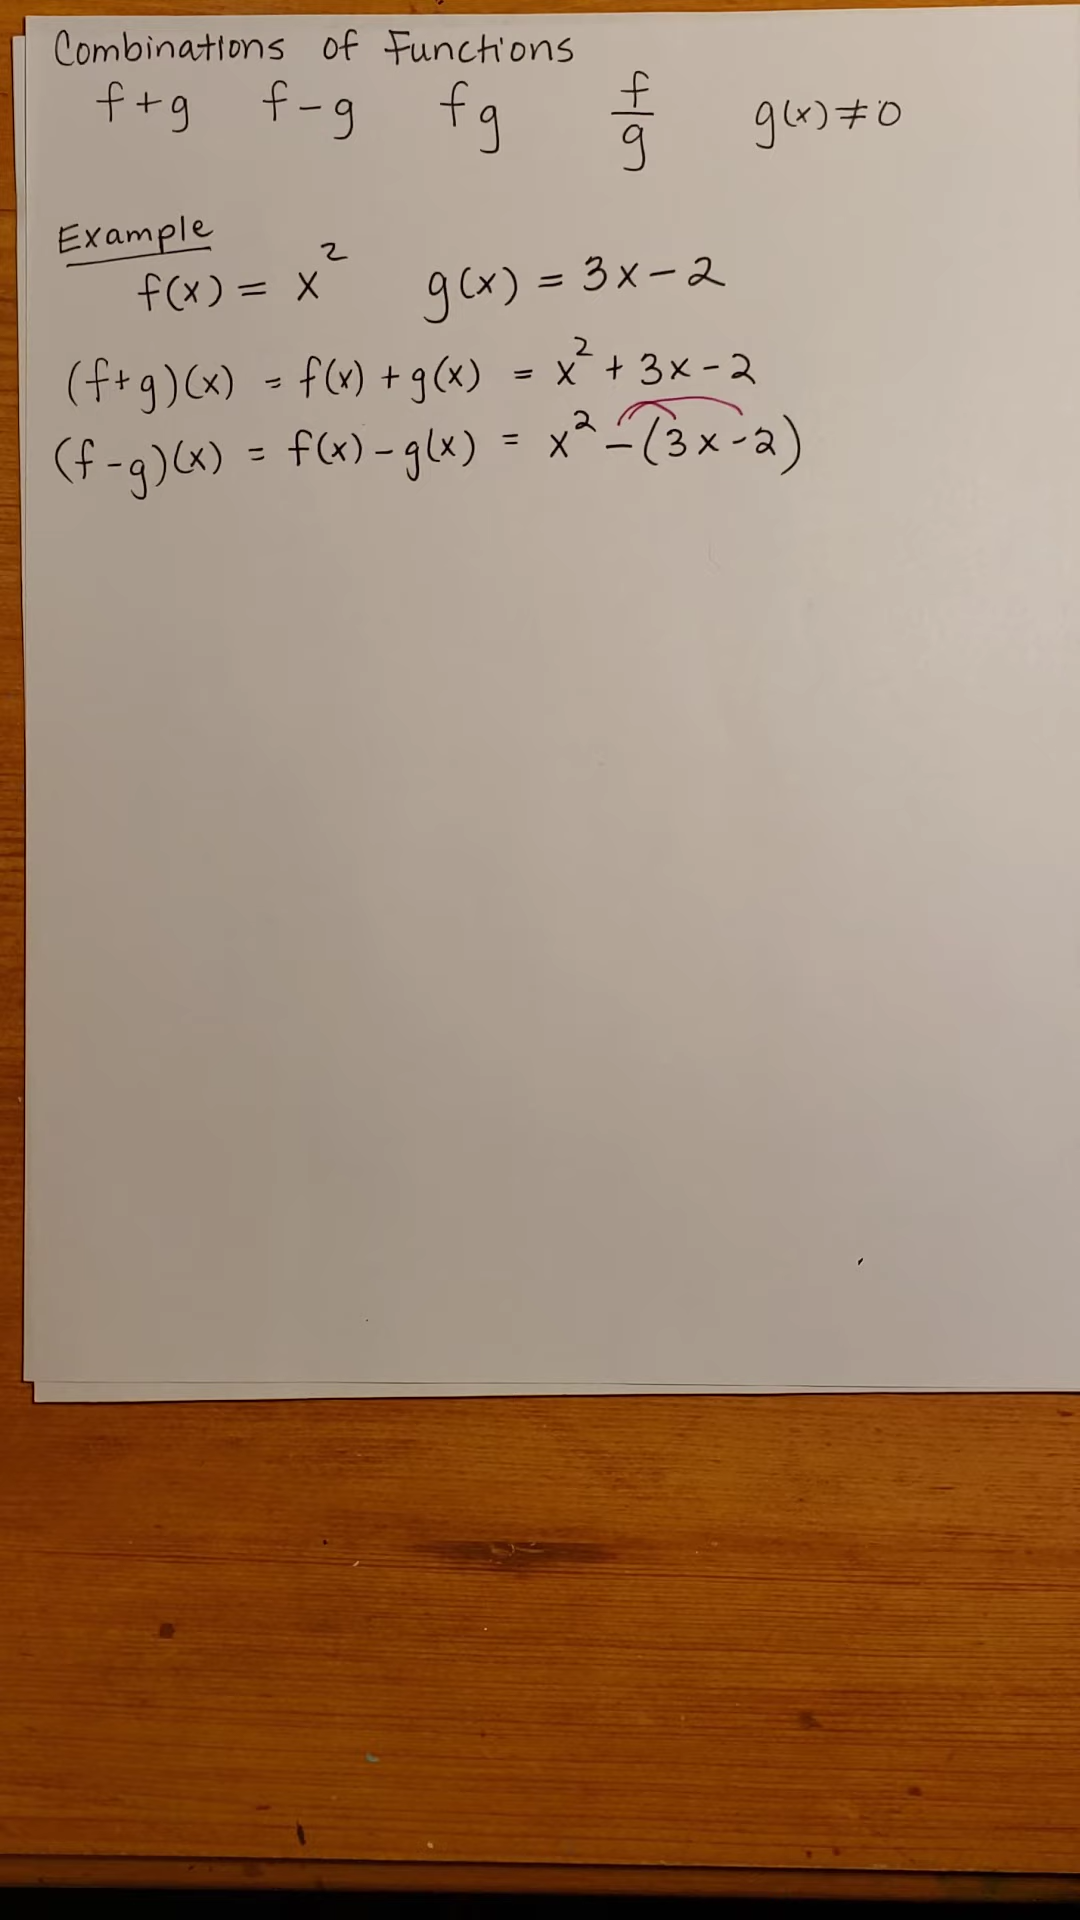 Combinations of Functions
f+g f-g fg f/g g(x)≠0
Example
f(x) = x² g(x) = 3x-2
(f+g)(x) = f(x)+g(x) = x²+3x-2
(f-g)(x) = f(x)-g(x) = x²-(3x-2)